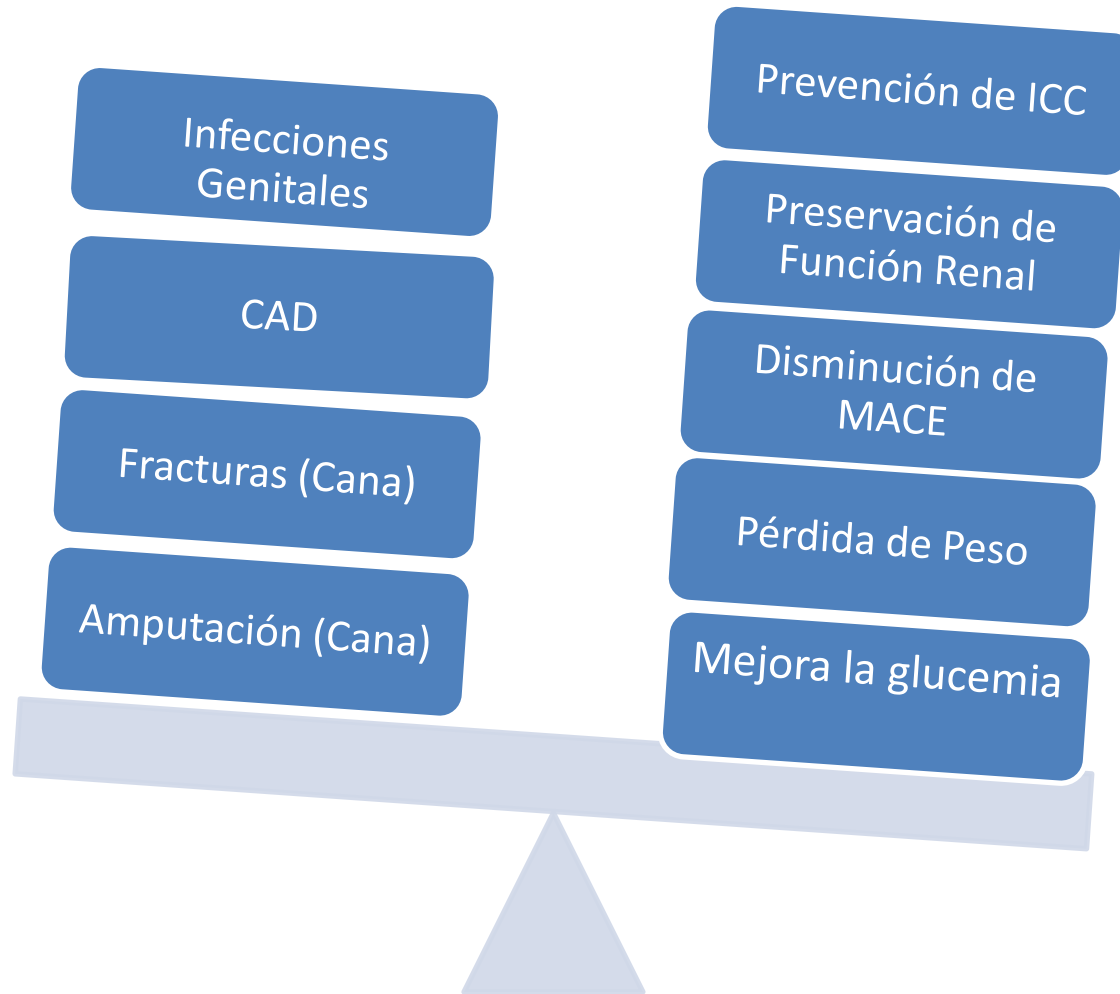 Infecciones
Genitales
CAD
Fracturas (Cana)
Amputación (Cana)
Prevención de ICC
Preservación de
Función Renal
Disminución de
MACE
Pérdida de Peso
Mejora la glucemia